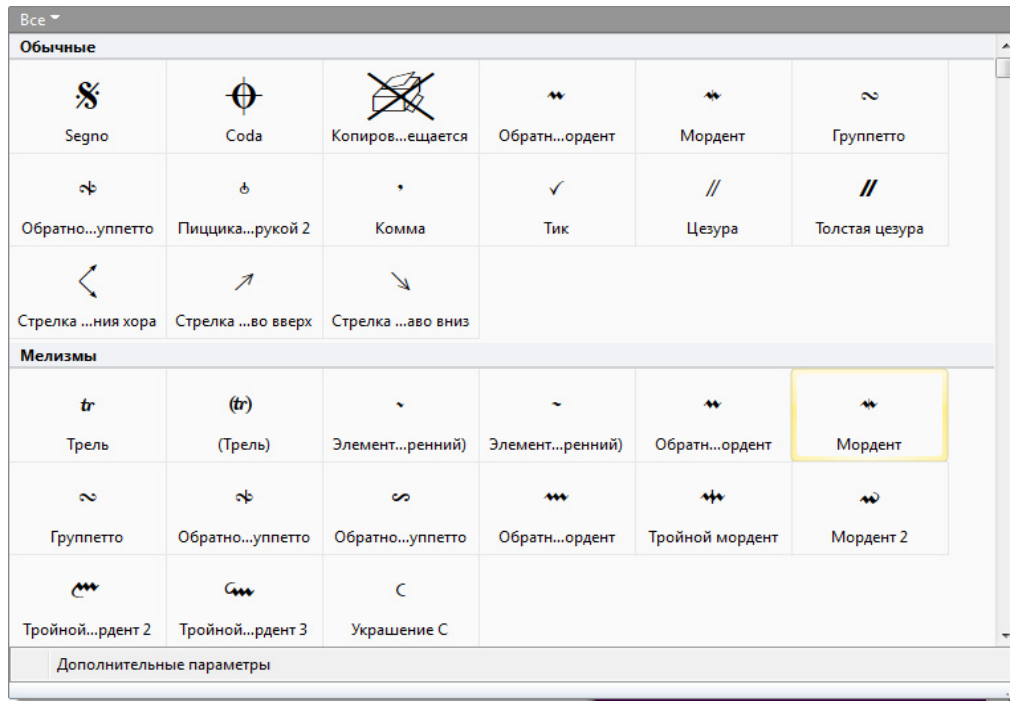 Все
Обычные
Segno Coda Копиров...ещается Обратн...ордент Мордент Группетто
Обратно...уппетто Пиццика...рукой 2 Комма Тик Цезура Толстая цезура
Стрелка ...ния хора Стрелка ...во вверх Стрелка ...аво вниз
Мелизмы
tr (tr)
Трель (Трель) Элемент...ренний) Элемент...ренний) Обратн...ордент Мордент
Группетто Обратно...уппетто Обратно...уппетто Обратн...ордент Тройной мордент Мордент 2
Тройной...рдент 2 Тройной...рдент 3 Украшение С
Дополнительные параметры